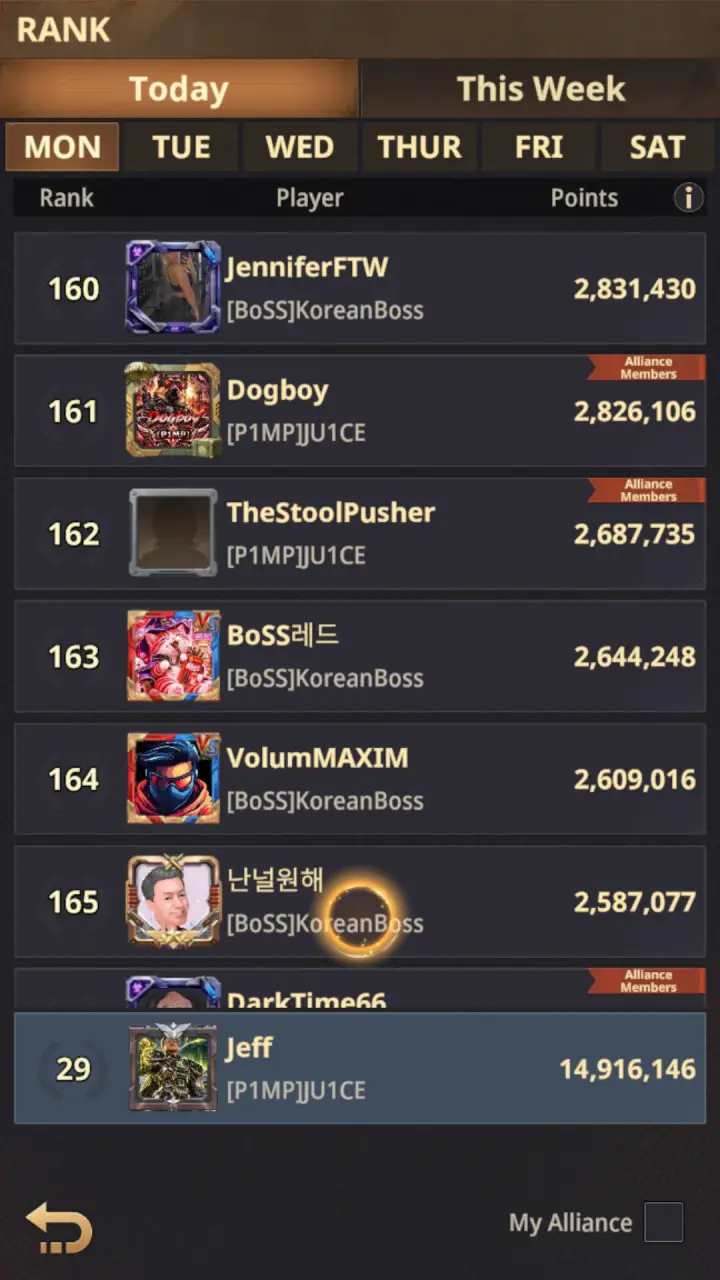 RANK
Today
This Week
MON
TUE
WED
THUR
FRI
SAT
Rank
Player
Points
160
JenniferFTW
[BoSS]KoreanBoss
2,831,430
161
DOGBOY
[P1MP]
Dogboy
[P1MP]JU1CE
Alliance
Members
2,826,106
162
TheStoolPusher
[P1MP]JU1CE
Alliance
Members
2,687,735
163
VS
BoSS레드
[BoSS]KoreanBoss
2,644,248
164
VS
VolumMAXIM
[BoSS]KoreanBoss
2,609,016
165
난널원해
[BoSS]KoreanBoss
2,587,077
DarkTime66
Alliance
Members
29
Jeff
[P1MP]JU1CE
14,916,146
My Alliance